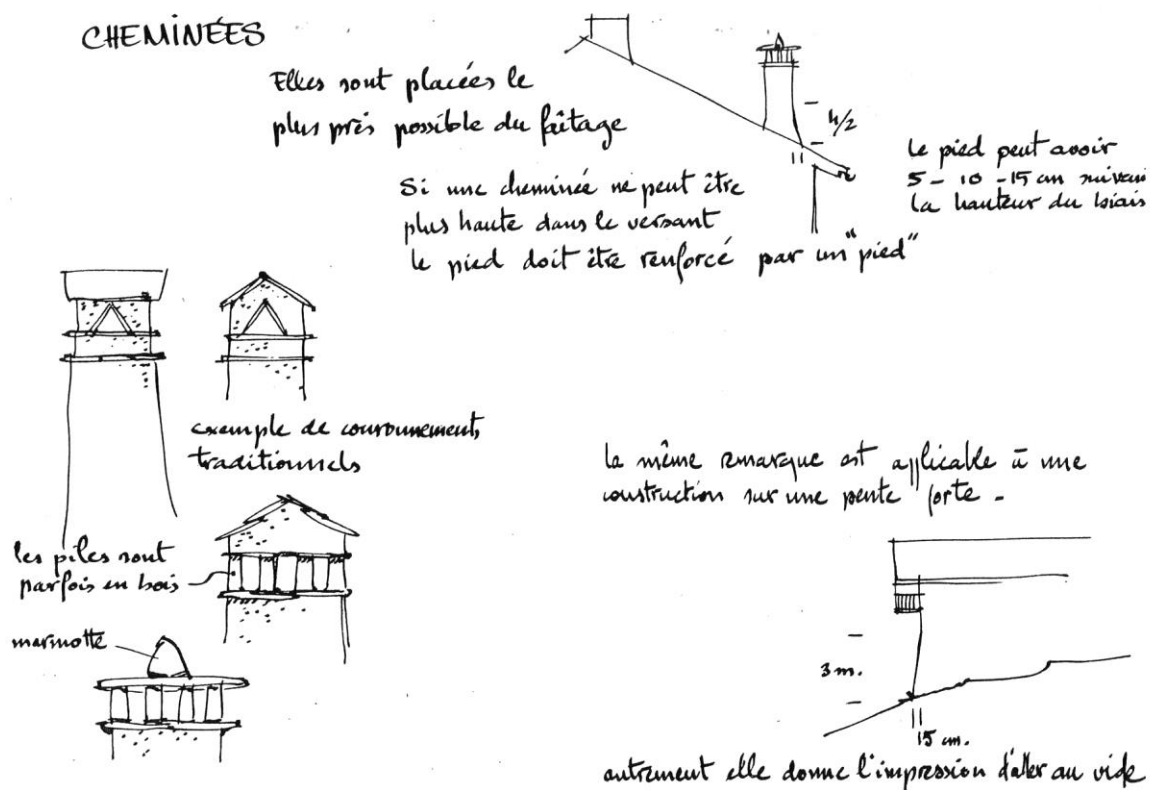 CHEMINÉES
Elles sont placées le
plus près possible du faîtage
h/2
le pied peut avoir
5 - 10 - 15 cm suivant
la hauteur du biais
Si une cheminée ne peut être
plus haute dans le versant
le pied doit être renforcé par un "pied"
exemple de couronnements
traditionnels
les piles sont
parfois en bois
marmotte
la même remarque est applicable à une
construction sur une pente forte -
3 m.
15 cm.
autrement elle donne l'impression d'aller au vide